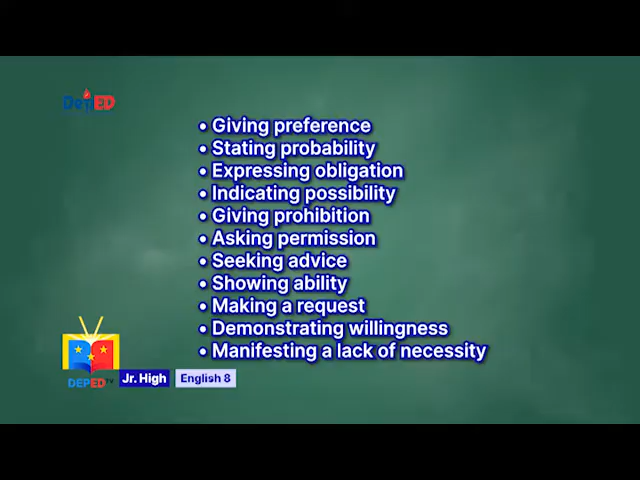 DepED
• Giving preference
• Stating probability
• Expressing obligation
• Indicating possibility
• Giving prohibition
• Asking permission
• Seeking advice
• Showing ability
• Making a request
• Demonstrating willingness
• Manifesting a lack of necessity
DEPED TV
Jr. High
English 8